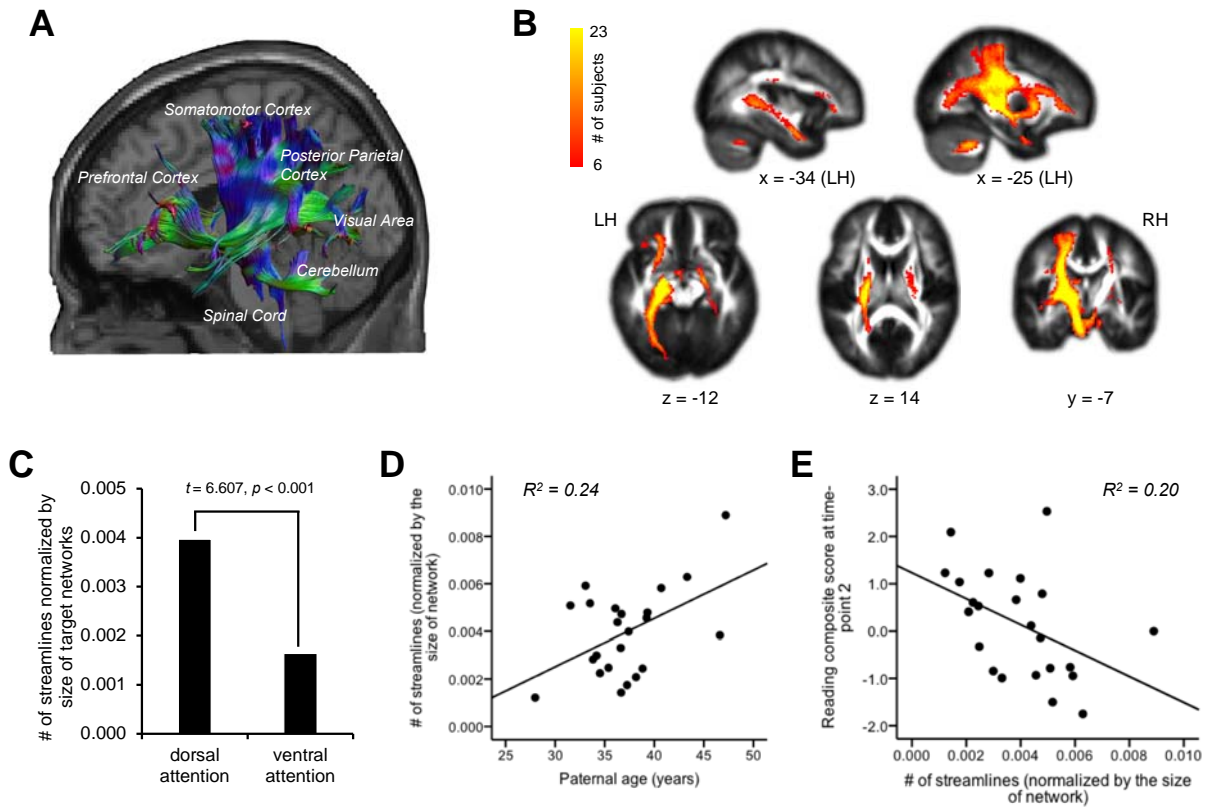 A
Somatomotor Cortex
Posterior Parietal
Cortex
Prefrontal Cortex
Visual Area
Cerebellum
Spinal Cord
B
23
# of subjects
6
x = -34 (LH)
x = -25 (LH)
LH
RH
z = -12
z = 14
y = -7
C
# of streamlines normalized by
size of target networks
t = 6.607, p < 0.001
0.005
0.004
0.003
0.002
0.001
0.000
dorsal
attention
ventral
attention
D
# of streamlines (normalized by the
size of network)
R² = 0.24
0.010
0.008
0.006
0.004
0.002
0.000
25 30 35 40 45 50
Paternal age (years)
E
Reading composite score at time-
point 2
R² = 0.20
3.0
2.0
1.0
0.0
-1.0
-2.0
0.000 0.002 0.004 0.006 0.008 0.010
# of streamlines (normalized by the size
of network)